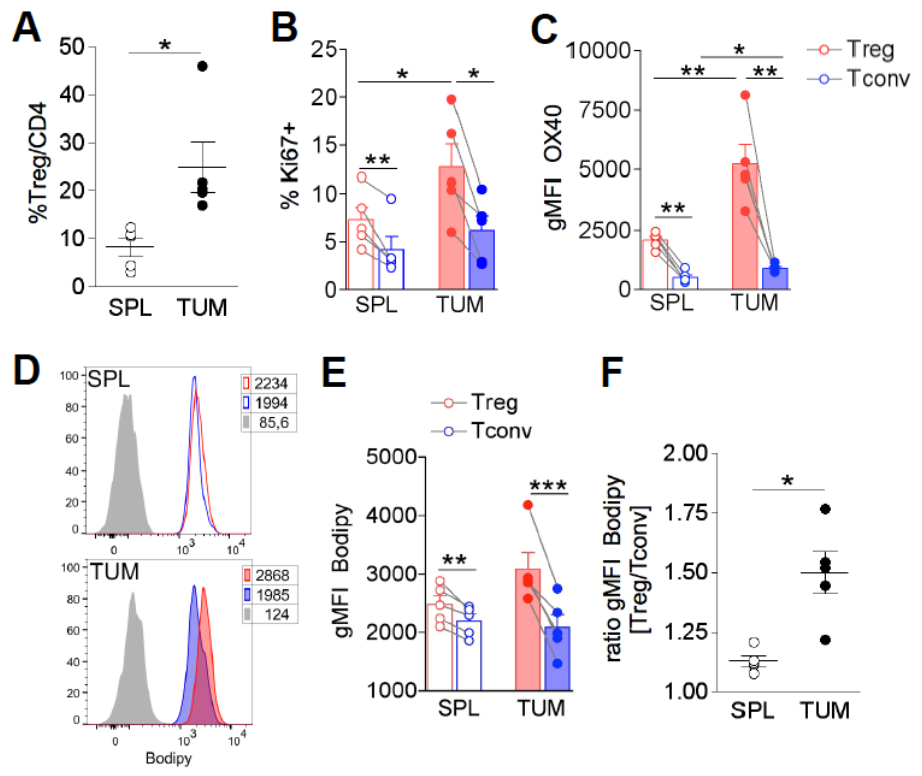 A
%Treg/CD4
50
40
30
20
10
0
*
SPL TUM
B
% Ki67+
25
20
15
10
5
0
*
*
**
SPL TUM
C
gMFI OX40
10000
7500
5000
2500
0
*
**
**
**
SPL TUM
Treg
Tconv
D
SPL
100
80
60
40
20
0
2234
1994
85,6
0 10³ 10⁴
TUM
100
80
60
40
20
0
2868
1985
124
0 10³ 10⁴
Bodipy
E
Treg
Tconv
gMFI Bodipy
5000
4000
3000
2000
1000
**
***
SPL TUM
F
ratio gMFI Bodipy
[Treg/Tconv]
2.00
1.75
1.50
1.25
1.00
*
SPL TUM